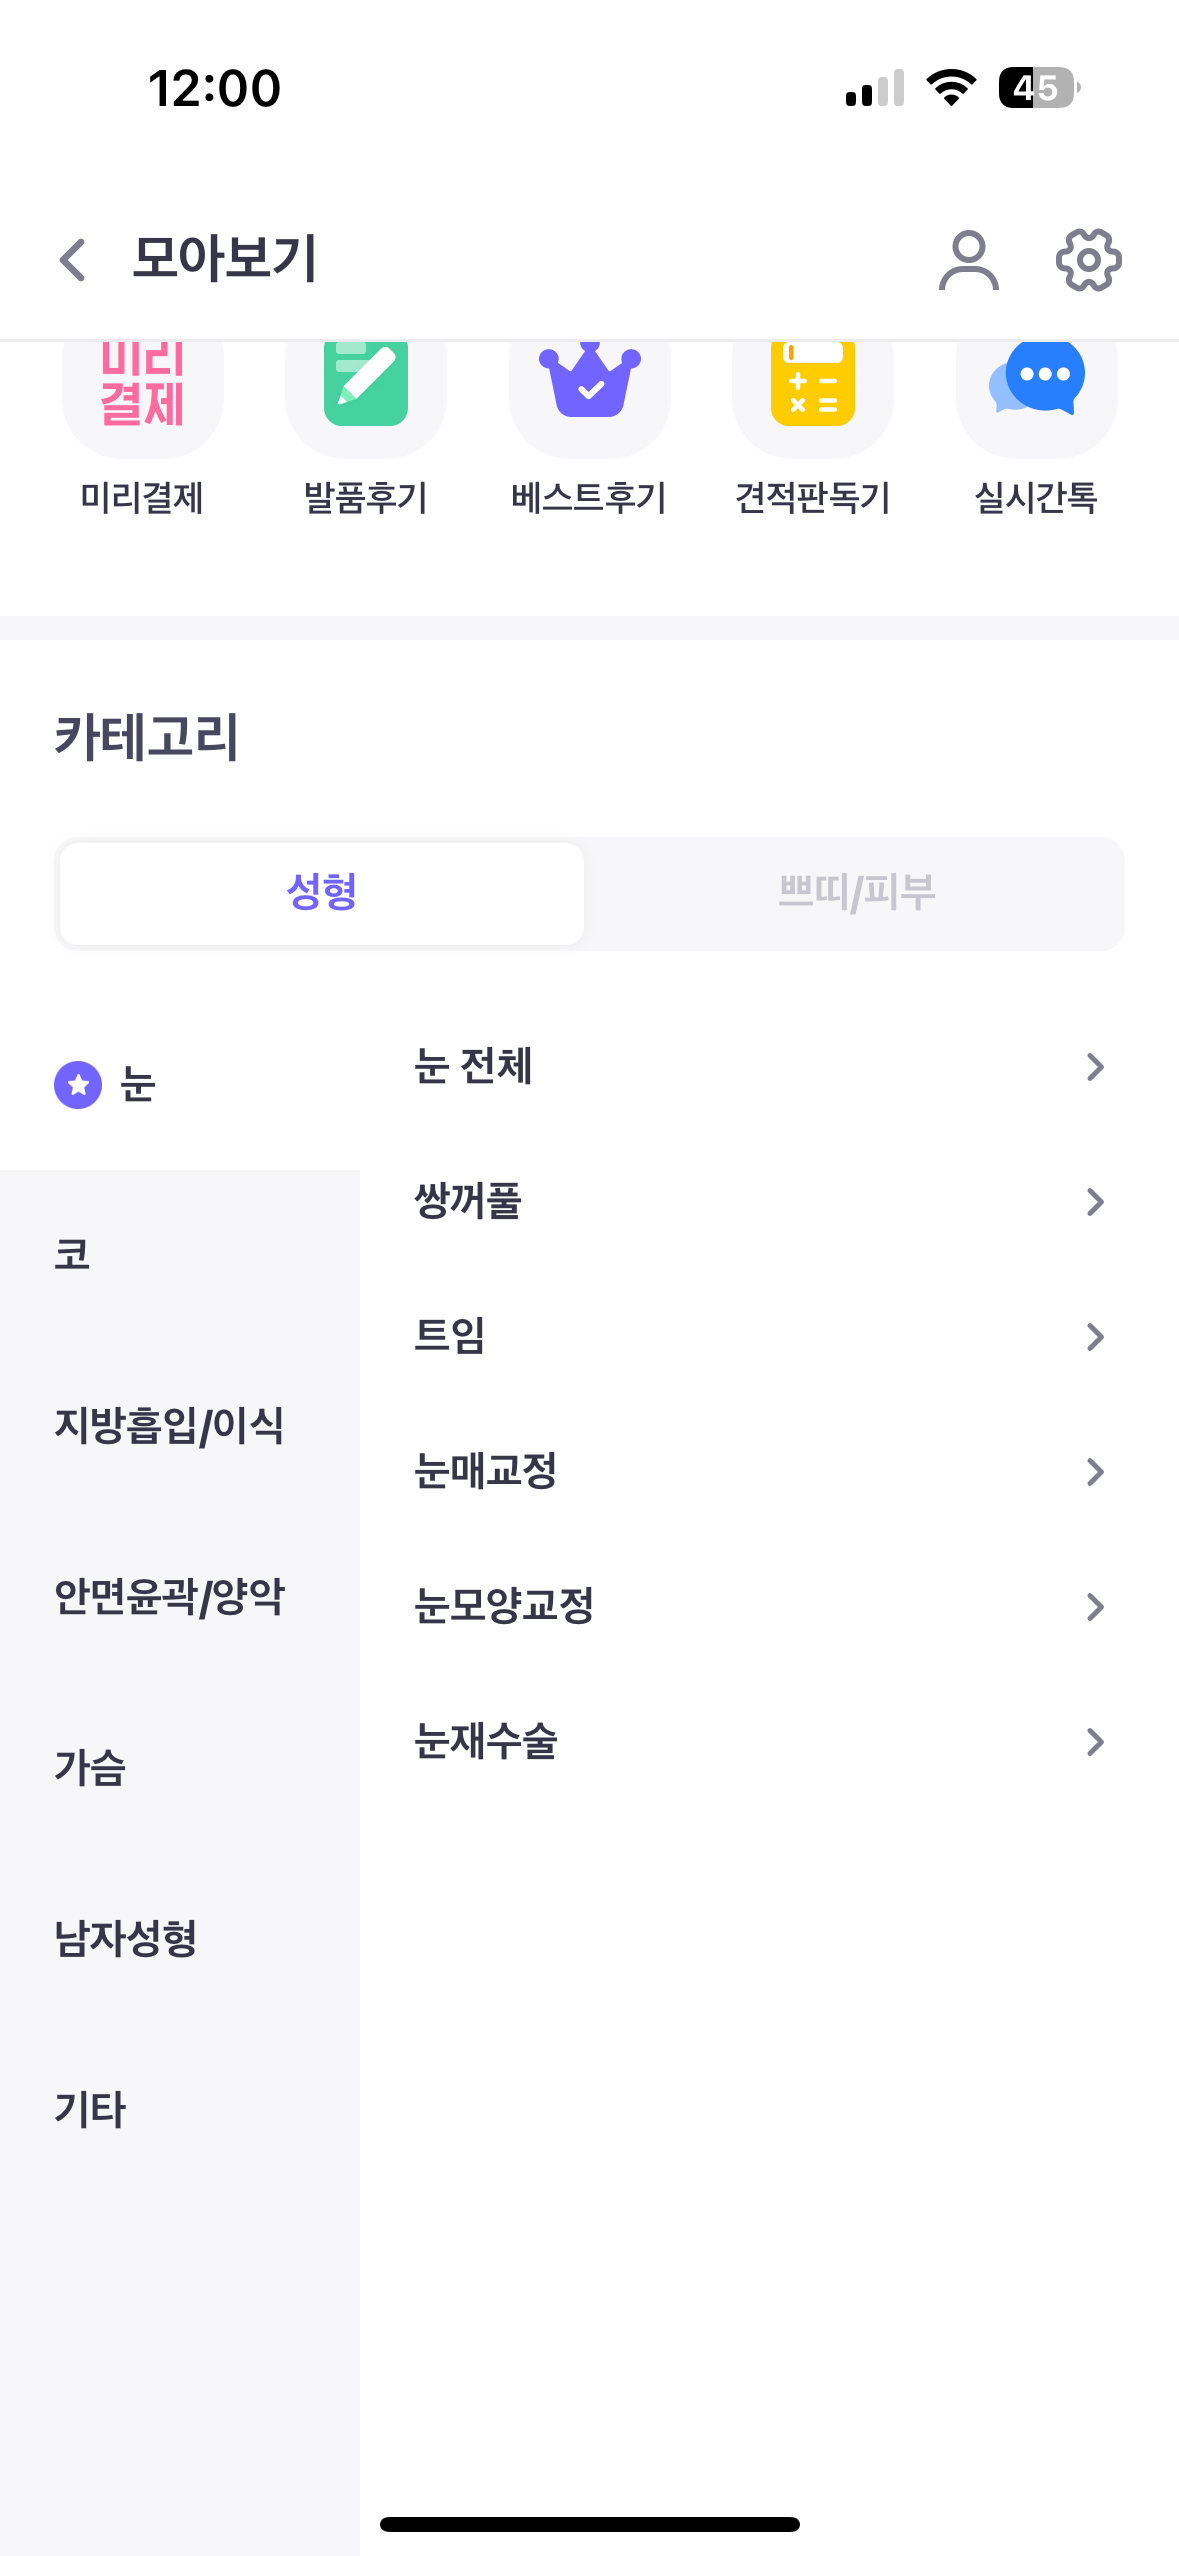 12:00
45
모아보기
미리
결제
미리결제
발품후기
베스트후기
견적판독기
실시간톡
카테고리
성형
쁘띠/피부
눈
코
지방흡입/이식
안면윤곽/양악
가슴
남자성형
기타
눈 전체
쌍꺼풀
트임
눈매교정
눈모양교정
눈재수술